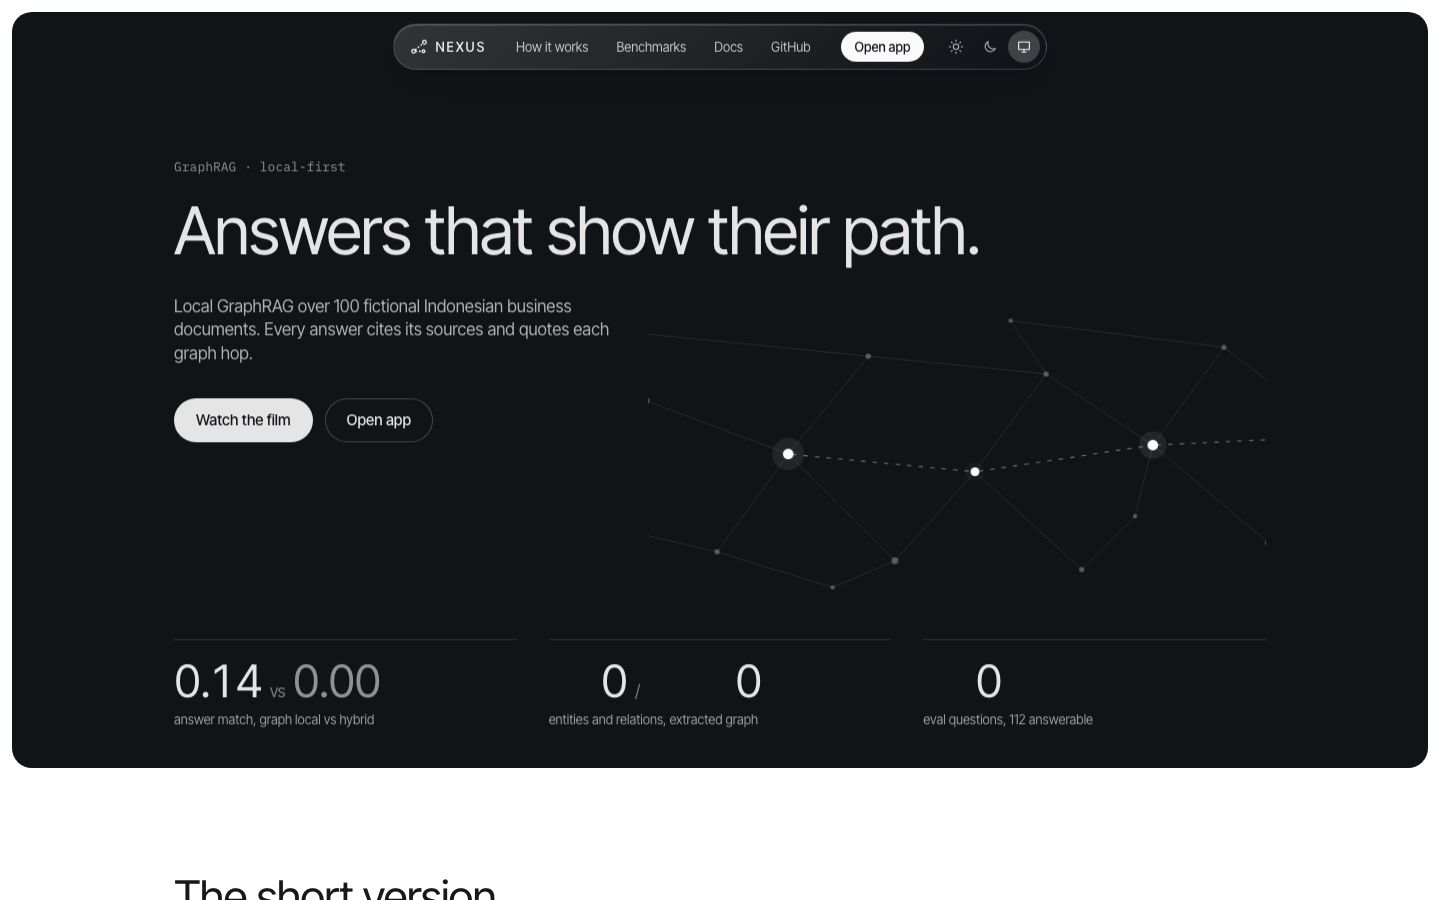 NEXUS How it works Benchmarks Docs GitHub Open app
GraphRAG · local-first
Answers that show their path.
Local GraphRAG over 100 fictional Indonesian business
documents. Every answer cites its sources and quotes each
graph hop.
Watch the film Open app
0.14 vs 0.00
answer match, graph local vs hybrid
0 / 0
entities and relations, extracted graph
0
eval questions, 112 answerable
The short version